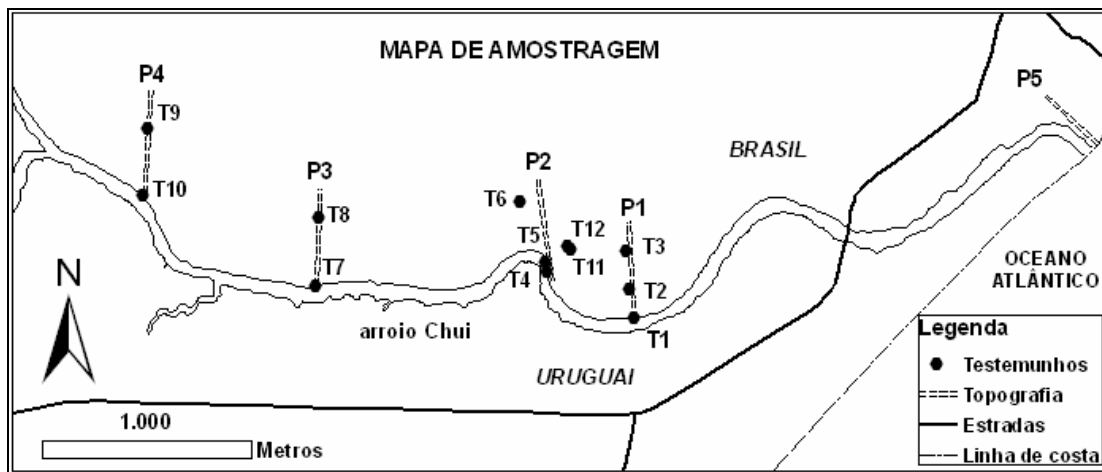 MAPA DE AMOSTRAGEM
P4
T9
T10
P3
T8
T7
P2
T6
T5
T4
T12
T11
P1
T3
T2
T1
P5
BRASIL
OCEANO
ATLÂNTICO
N
arroio Chui
URUGUAI
1.000
Metros
Legenda
Testemunhos
Topografia
Estradas
Linha de costa